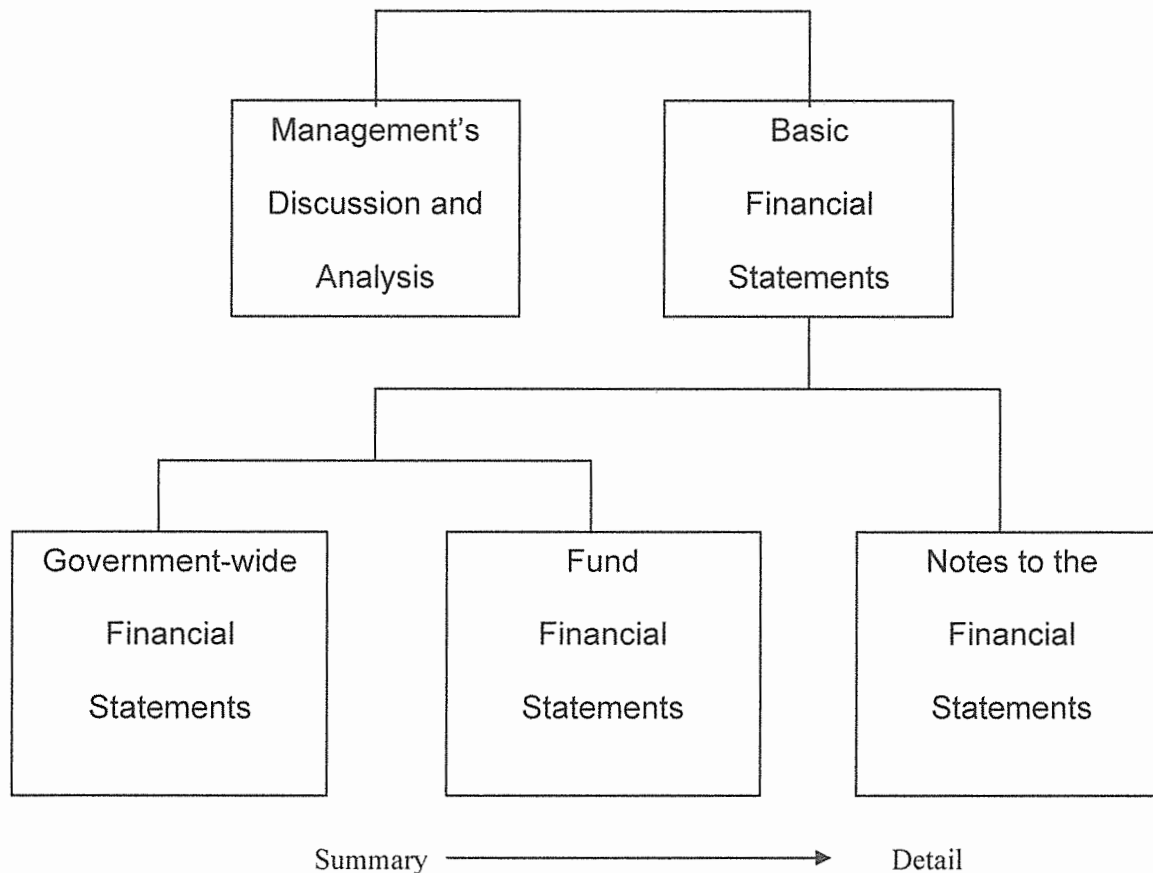 Management's
Discussion and
Analysis
Basic
Financial
Statements
Government-wide
Financial
Statements
Fund
Financial
Statements
Notes to the
Financial
Statements
Summary
Detail